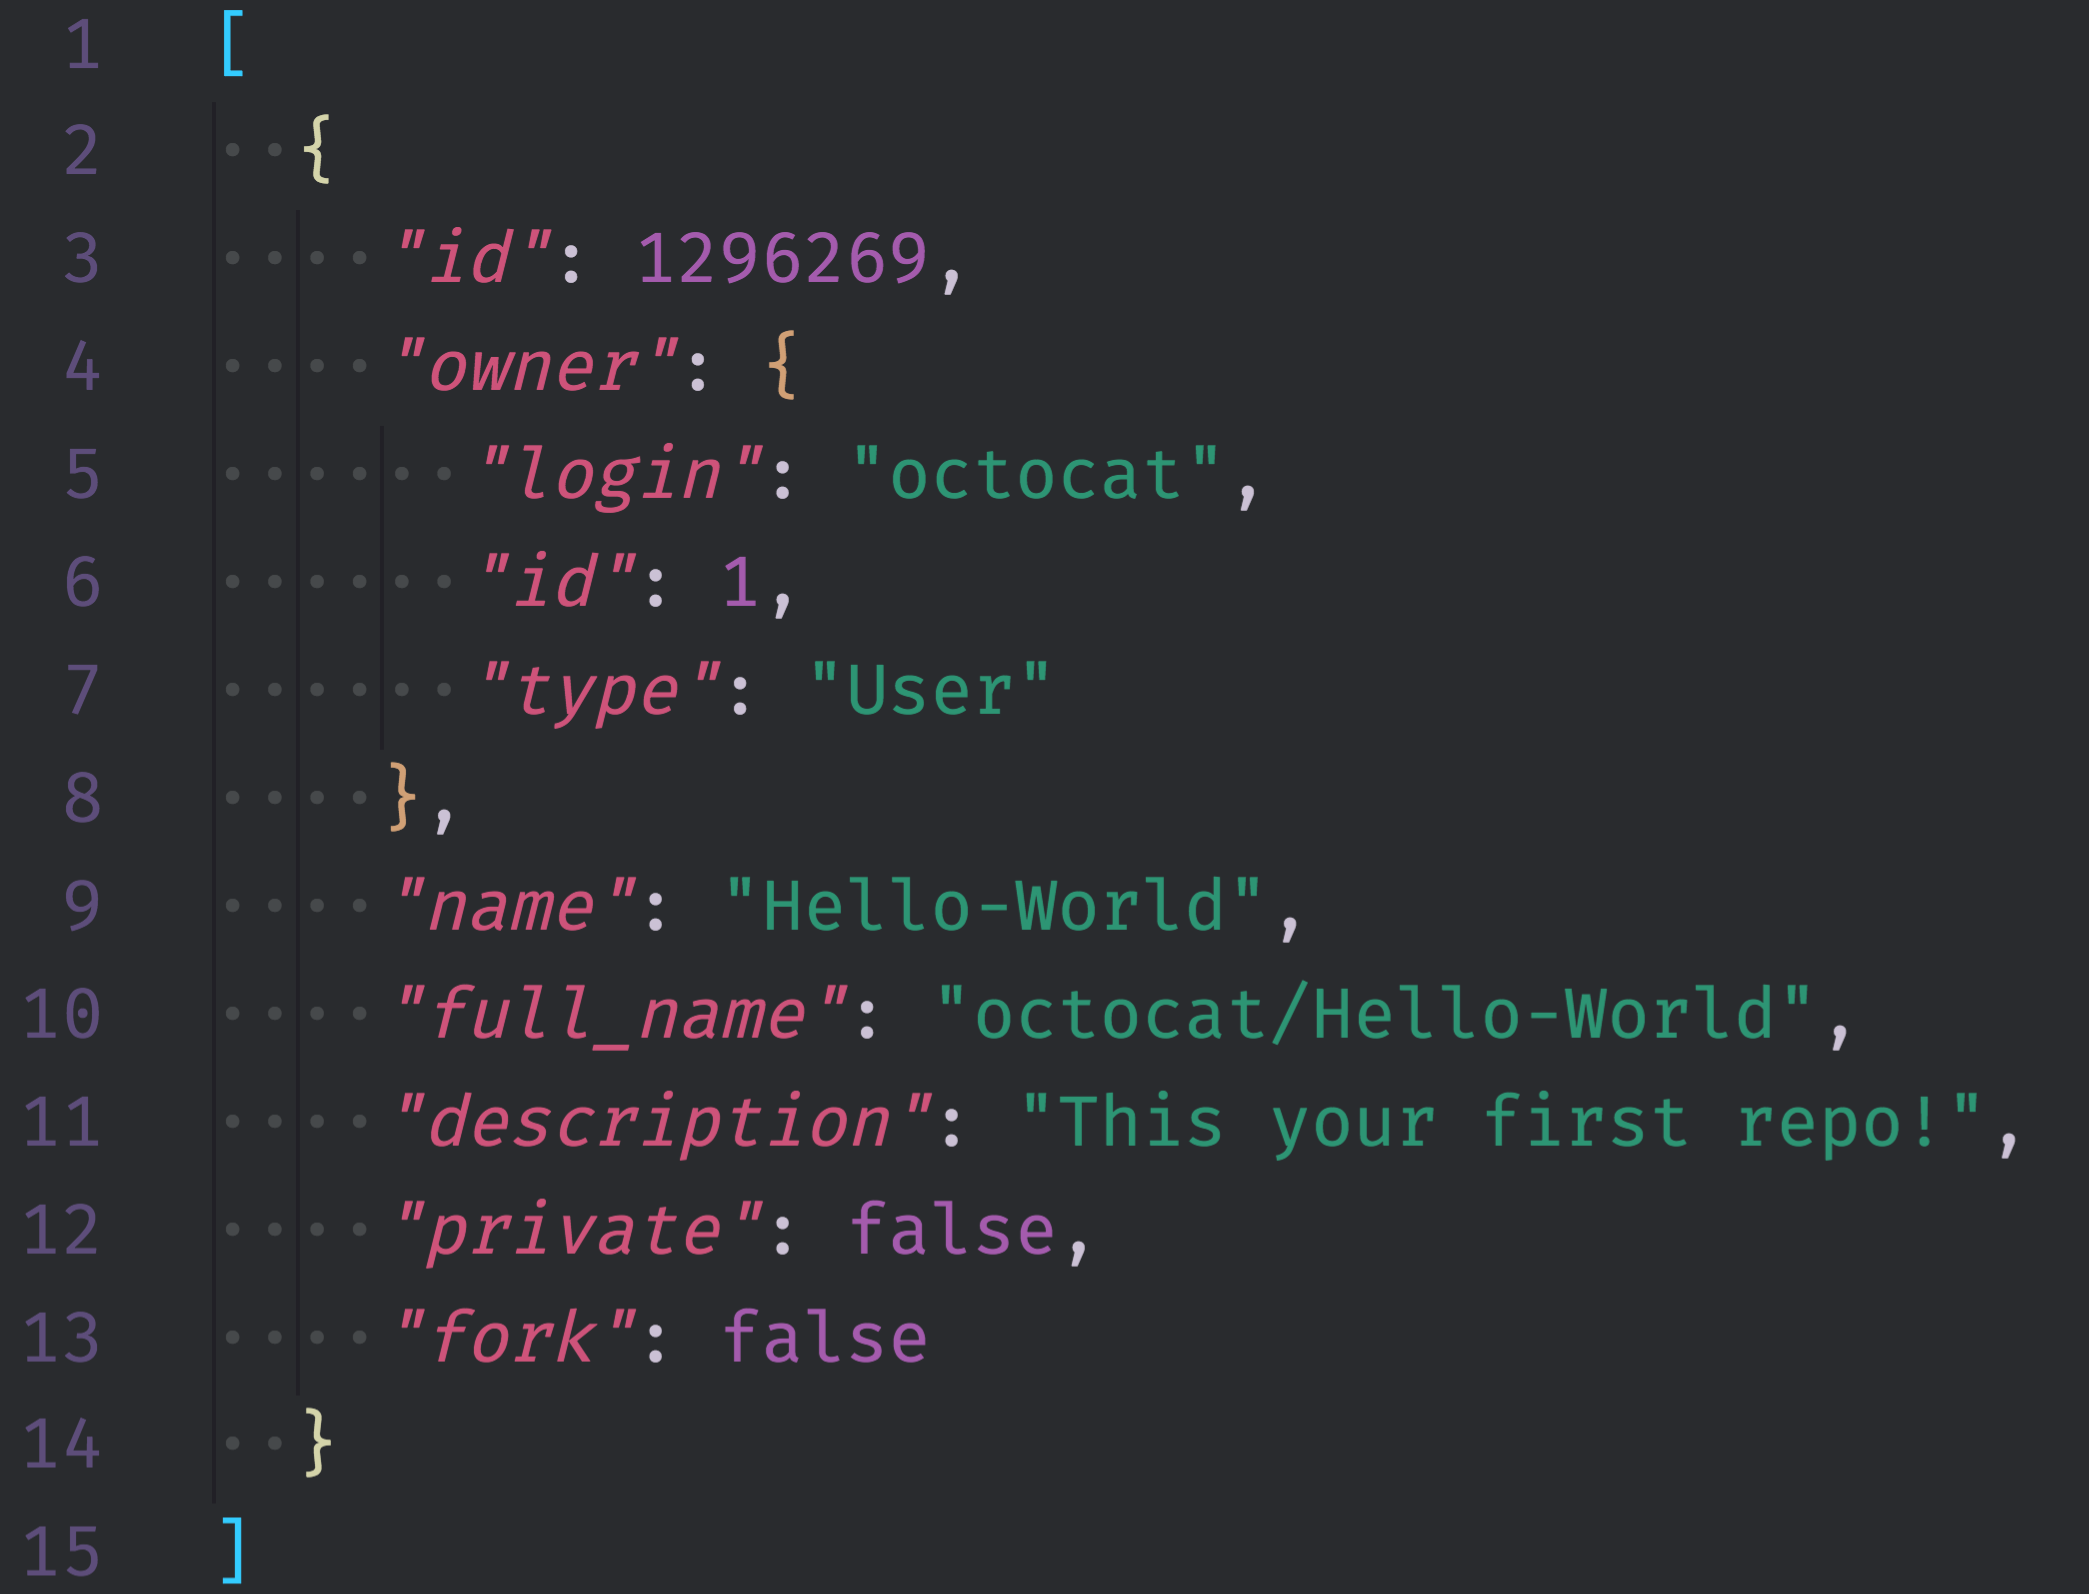 1 [
2   {
3     "id": 1296269,
4     "owner": {
5       "login": "octocat",
6       "id": 1,
7       "type": "User"
8     },
9     "name": "Hello-World",
10     "full_name": "octocat/Hello-World",
11     "description": "This your first repo!",
12     "private": false,
13     "fork": false
14   }
15 ]